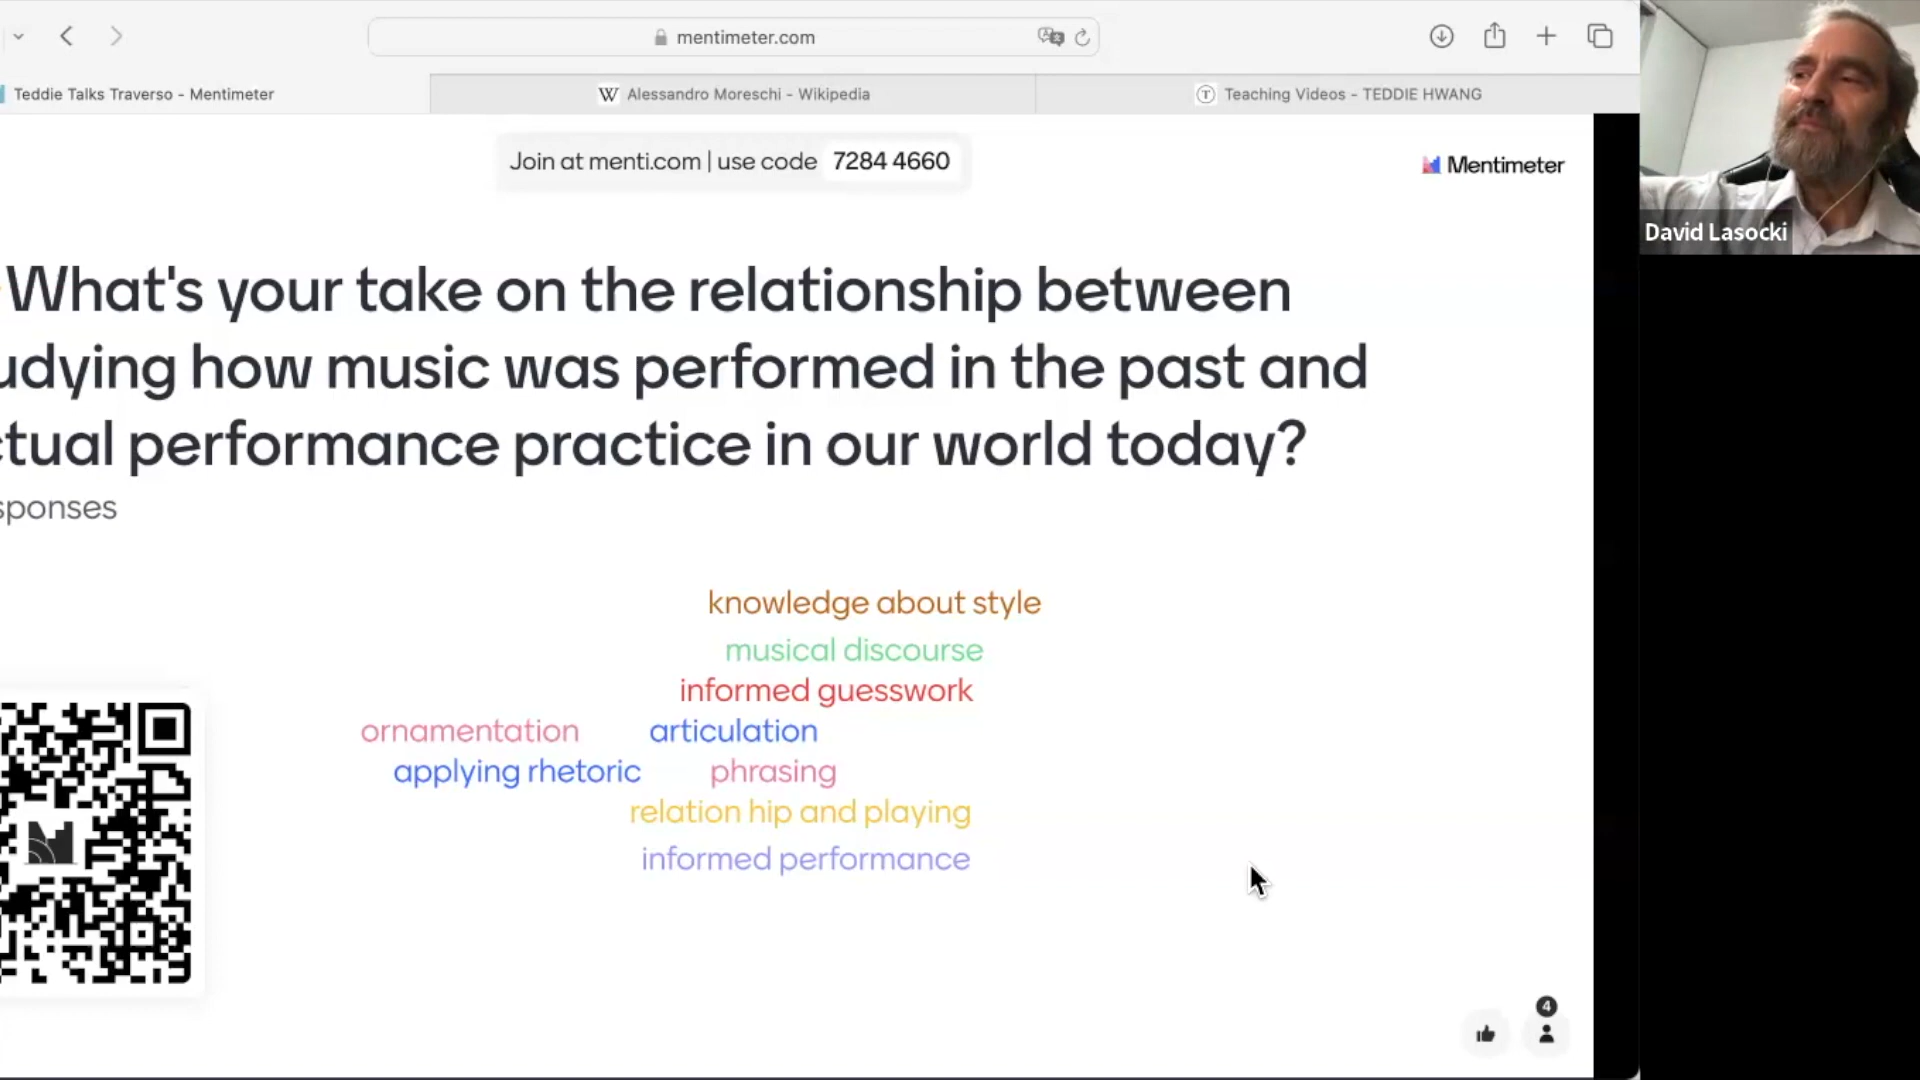 mentimeter.com
Teddie Talks Traverso - Mentimeter
W Alessandro Moreschi - Wikipedia
T Teaching Videos - TEDDIE HWANG
Join at menti.com | use code 7284 4660
Mentimeter
David Lasocki
What's your take on the relationship between
udying how music was performed in the past and
ctual performance practice in our world today?
sponses
knowledge about style
musical discourse
informed guesswork
ornamentation articulation
applying rhetoric phrasing
relation hip and playing
informed performance
4